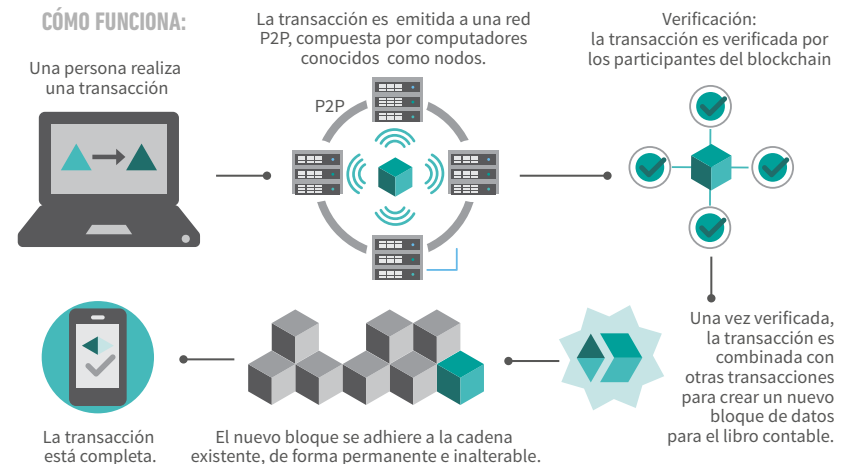 CÓMO FUNCIONA:
Una persona realiza
una transacción
La transacción es emitida a una red
P2P, compuesta por computadores
conocidos como nodos.
P2P
Verificación:
la transacción es verificada por
los participantes del blockchain
Una vez verificada,
la transacción es
combinada con
otras transacciones
para crear un nuevo
bloque de datos
para el libro contable.
El nuevo bloque se adhiere a la cadena
existente, de forma permanente e inalterable.
La transacción
está completa.